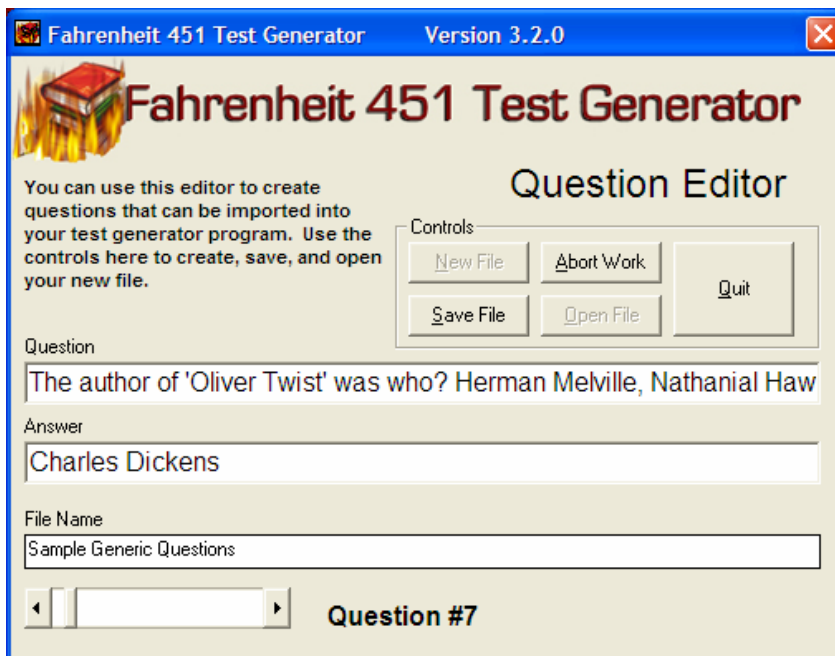 Fahrenheit 451 Test Generator Version 3.2.0
Fahrenheit 451 Test Generator
Question Editor
You can use this editor to create
questions that can be imported into
your test generator program. Use the
controls here to create, save, and open
your new file.
Controls
New File
Abort Work
Quit
Save File
Open File
Question
The author of 'Oliver Twist' was who? Herman Melville, Nathanial Haw
Answer
Charles Dickens
File Name
Sample Generic Questions
Question #7